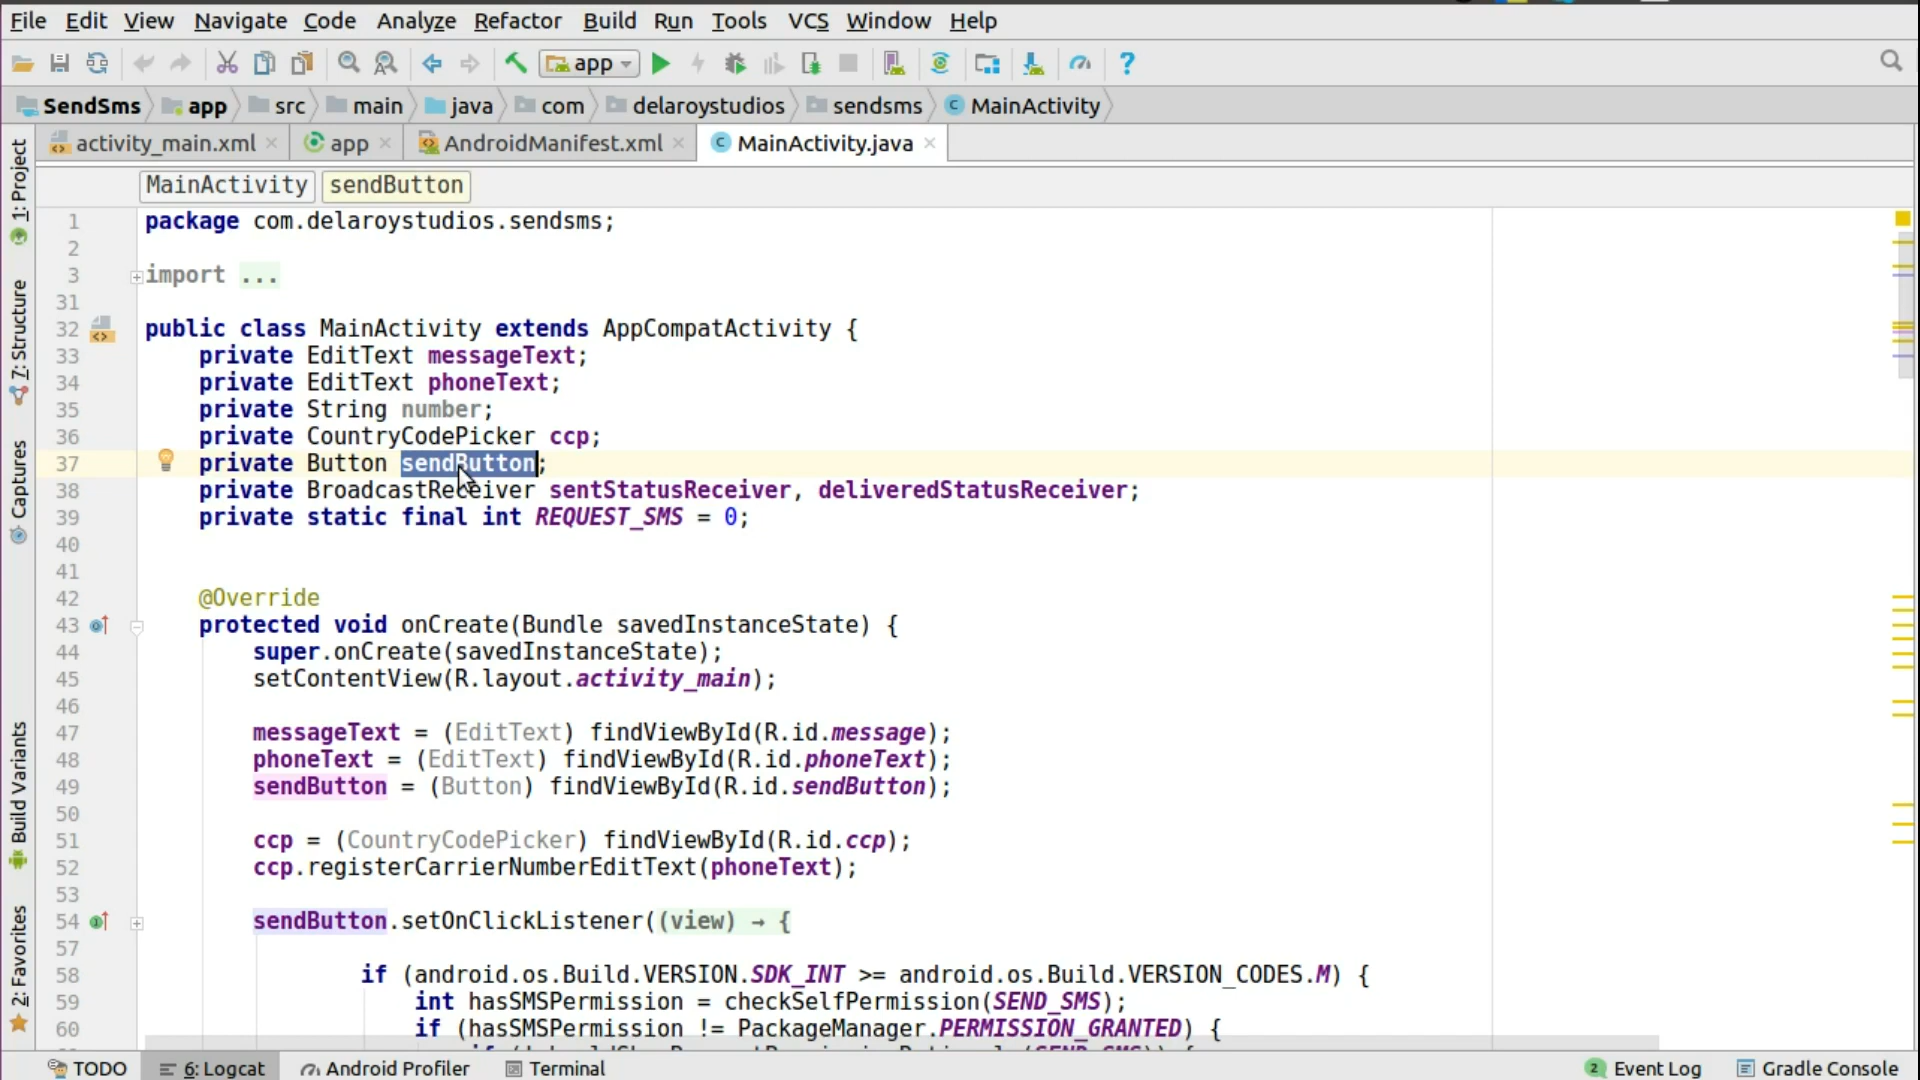 File Edit View Navigate Code Analyze Refactor Build Run Tools VCS Window Help
app
SendSms app src main java com delaroystudios sendsms MainActivity
activity_main.xml app AndroidManifest.xml MainActivity.java
MainActivity sendButton
1: Project
7: Structure
Captures
Build Variants
2: Favorites
1 package com.delaroystudios.sendsms;
2
3 import ...
31
32 public class MainActivity extends AppCompatActivity {
33 private EditText messageText;
34 private EditText phoneText;
35 private String number;
36 private CountryCodePicker ccp;
37 private Button sendButton;
38 private BroadcastReceiver sentStatusReceiver, deliveredStatusReceiver;
39 private static final int REQUEST_SMS = 0;
40
41
42 @Override
43 protected void onCreate(Bundle savedInstanceState) {
44 super.onCreate(savedInstanceState);
45 setContentView(R.layout.activity_main);
46
47 messageText = (EditText) findViewById(R.id.message);
48 phoneText = (EditText) findViewById(R.id.phoneText);
49 sendButton = (Button) findViewById(R.id.sendButton);
50
51 ccp = (CountryCodePicker) findViewById(R.id.ccp);
52 ccp.registerCarrierNumberEditText(phoneText);
53
54 sendButton.setOnClickListener((view) → {
57
58 if (android.os.Build.VERSION.SDK_INT >= android.os.Build.VERSION_CODES.M) {
59 int hasSMSPermission = checkSelfPermission(SEND_SMS);
60 if (hasSMSPermission != PackageManager.PERMISSION_GRANTED) {
TODO 6: Logcat Android Profiler Terminal 2 Event Log Gradle Console